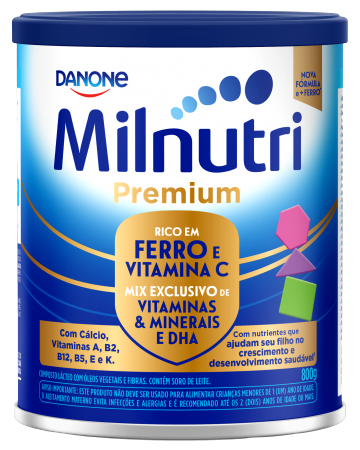 DANONE
NOVA
FÓRMULA
+ FERRO
Milnutri
Premium
RICO EM
FERRO E
VITAMINA C
MIX EXCLUSIVO DE
VITAMINAS
& MINERAIS
E DHA
Com Cálcio,
Vitaminas A, B2,
B12, B5, E e K.
Com nutrientes que
ajudam seu filho no
crescimento e
desenvolvimento saudável*
800g
COMPOSTO LÁCTEO COM ÓLEOS VEGETAIS E FIBRAS. CONTÉM SORO DE LEITE.
AVISO IMPORTANTE: ESTE PRODUTO NÃO DEVE SER USADO PARA ALIMENTAR CRIANÇAS MENORES DE 1 (UM) ANO DE IDADE.
O ALEITAMENTO MATERNO EVITA INFECÇÕES E ALERGIAS E É RECOMENDADO ATÉ OS 2 (DOIS) ANOS DE IDADE OU MAIS.